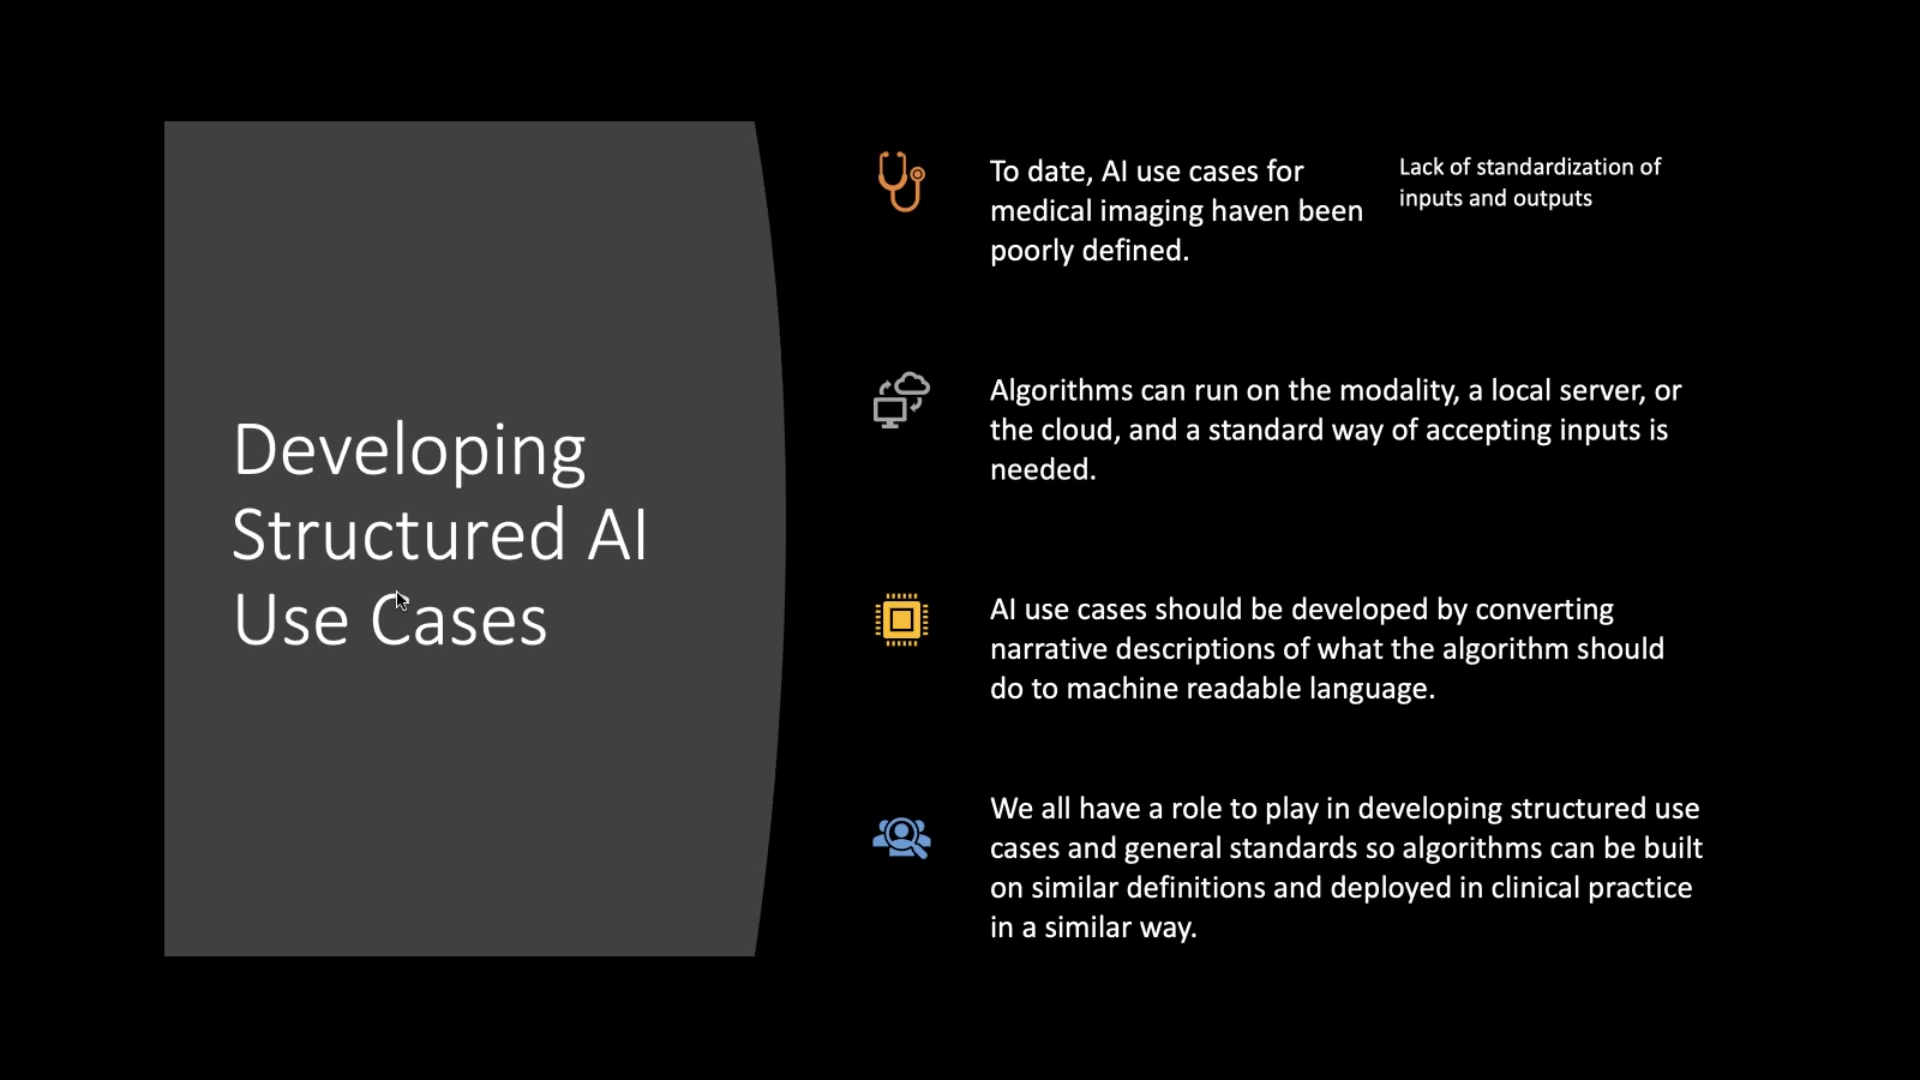 Developing
Structured AI
Use Cases
To date, AI use cases for
medical imaging haven been
poorly defined.
Lack of standardization of
inputs and outputs
Algorithms can run on the modality, a local server, or
the cloud, and a standard way of accepting inputs is
needed.
AI use cases should be developed by converting
narrative descriptions of what the algorithm should
do to machine readable language.
We all have a role to play in developing structured use
cases and general standards so algorithms can be built
on similar definitions and deployed in clinical practice
in a similar way.